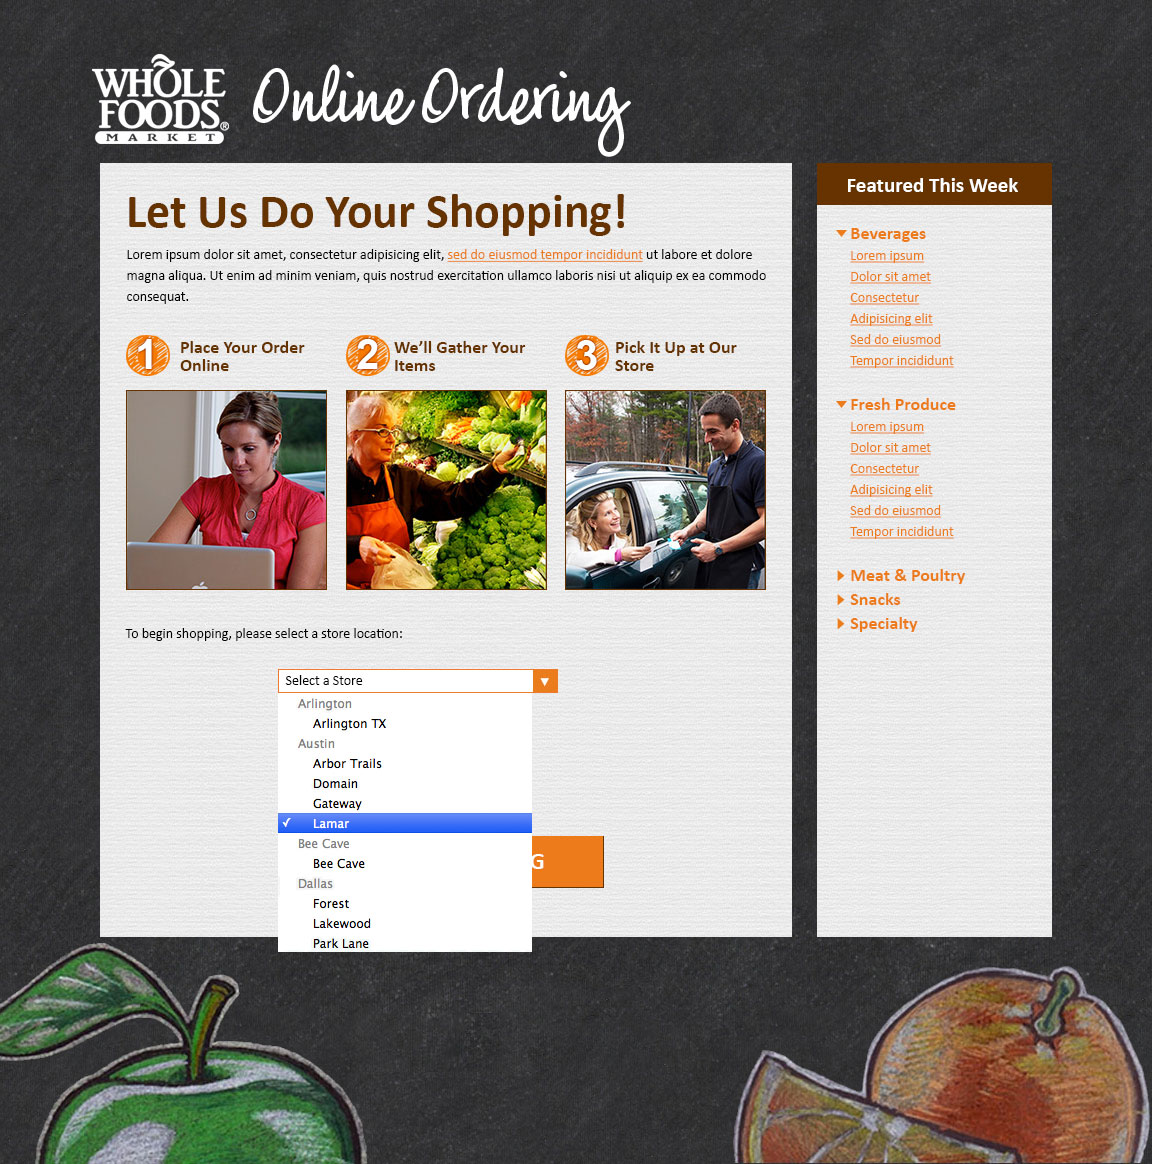 WHOLE
FOODS®
MARKET
Online Ordering
Let Us Do Your Shopping!
Lorem ipsum dolor sit amet, consectetur adipisicing elit, sed do eiusmod tempor incididunt ut labore et dolore
magna aliqua. Ut enim ad minim veniam, quis nostrud exercitation ullamco laboris nisi ut aliquip ex ea commodo
consequat.
1 Place Your Order
Online
2 We'll Gather Your
Items
3 Pick It Up at Our
Store
To begin shopping, please select a store location:
Select a Store
Arlington
Arlington TX
Austin
Arbor Trails
Domain
Gateway
✓ Lamar
Bee Cave
Bee Cave
Dallas
Forest
Lakewood
Park Lane
G
Featured This Week
Beverages
Lorem ipsum
Dolor sit amet
Consectetur
Adipisicing elit
Sed do eiusmod
Tempor incididunt
Fresh Produce
Lorem ipsum
Dolor sit amet
Consectetur
Adipisicing elit
Sed do eiusmod
Tempor incididunt
Meat & Poultry
Snacks
Specialty